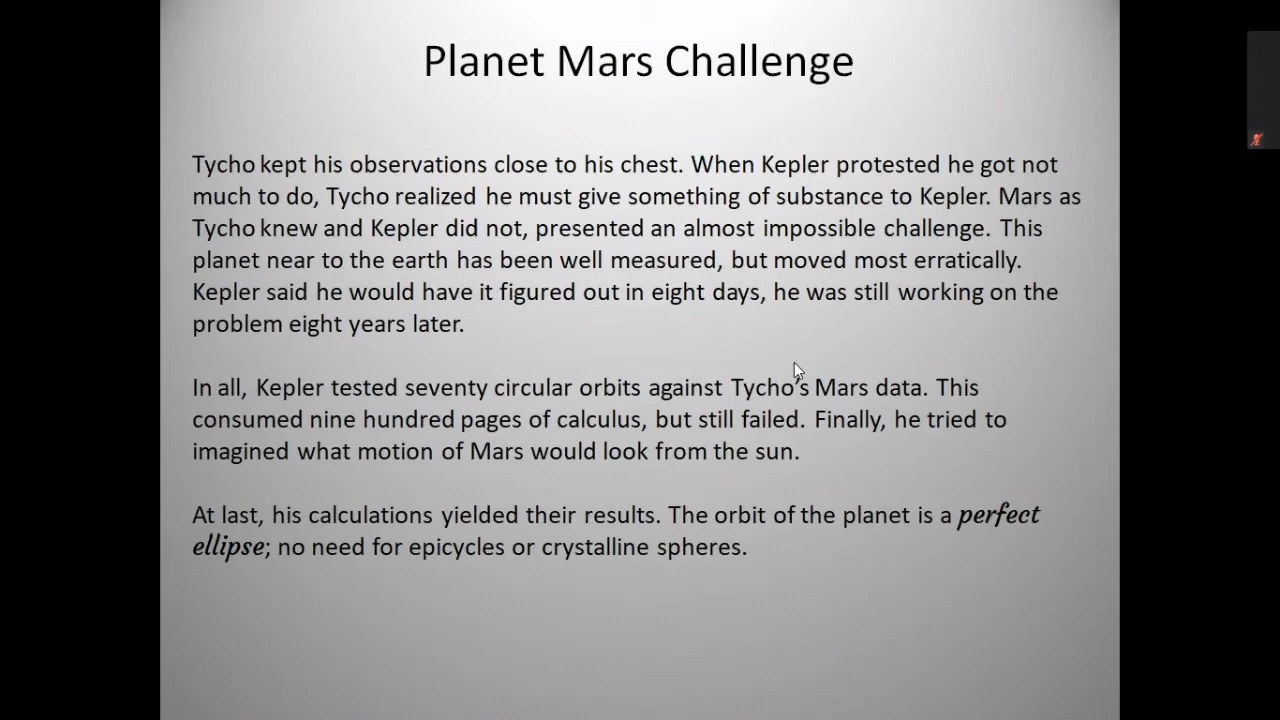 Planet Mars Challenge
Tycho kept his observations close to his chest. When Kepler protested he got not
much to do, Tycho realized he must give something of substance to Kepler. Mars as
Tycho knew and Kepler did not, presented an almost impossible challenge. This
planet near to the earth has been well measured, but moved most erratically.
Kepler said he would have it figured out in eight days, he was still working on the
problem eight years later.
In all, Kepler tested seventy circular orbits against Tycho's Mars data. This
consumed nine hundred pages of calculus, but still failed. Finally, he tried to
imagined what motion of Mars would look from the sun.
At last, his calculations yielded their results. The orbit of the planet is a perfect
ellipse; no need for epicycles or crystalline spheres.